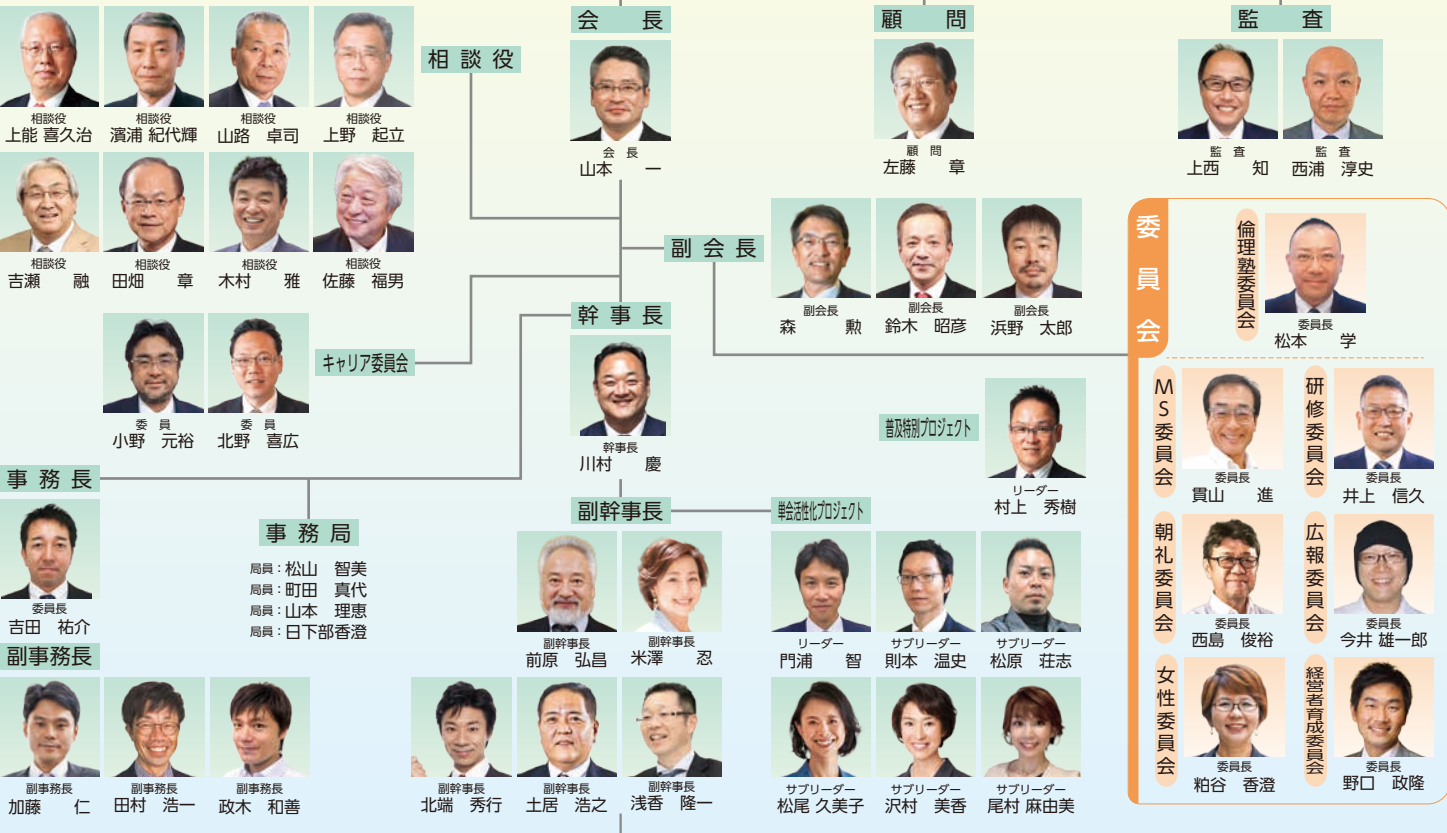 会長
顧問
監査
相談役
相談役
上能 喜久治
相談役
濱浦 紀代輝
相談役
山路 卓司
相談役
上野 起立
会長
山本 一
顧問
左藤 章
監査
上西 知
監査
西浦 淳史
相談役
吉瀬 融
相談役
田畑 章
相談役
木村 雅
相談役
佐藤 福男
副会長
副会長
森 勲
副会長
鈴木 昭彦
副会長
浜野 太郎
キャリア委員会
委員
小野 元裕
委員
北野 喜広
幹事長
幹事長
川村 慶
普及特別プロジェクト
リーダー
村上 秀樹
事務長
委員長
吉田 祐介
事務局
局員：松山 智美
局員：町田 真代
局員：山本 理恵
局員：日下部香澄
副事務長
副事務長
加藤 仁
副事務長
田村 浩一
副事務長
政木 和善
副幹事長
副幹事長
前原 弘昌
副幹事長
米澤 忍
副幹事長
北端 秀行
副幹事長
土居 浩之
副幹事長
浅香 隆一
単会活性化プロジェクト
リーダー
門浦 智
サブリーダー
則本 温史
サブリーダー
松原 荘志
サブリーダー
松尾 久美子
サブリーダー
沢村 美香
サブリーダー
尾村 麻由美
委員会
倫理塾委員会
委員長
松本 学
MS委員会
委員長
貫山 進
研修委員会
委員長
井上 信久
朝礼委員会
委員長
西島 俊裕
広報委員会
委員長
今井 雄一郎
女性委員会
委員長
粕谷 香澄
経営者育成委員会
委員長
野口 政隆